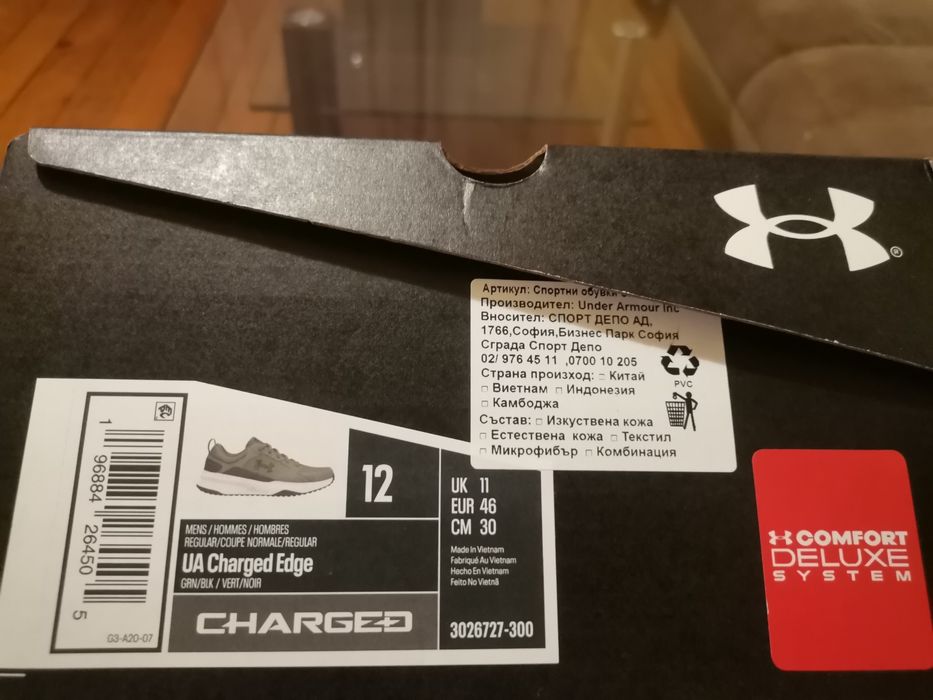 ®
Артикул: Спортни обувки
Производител: Under Armour Inc
Вносител: СПОРТ ДЕПО АД,
1766,София,Бизнес Парк София
Сграда Спорт Депо
02/ 976 45 11 ,0700 10 205
Страна произход: □ Китай
□ Виетнам □ Индонезия
□ Камбоджа
Състав: □ Изкуствена кожа
□ Естествена кожа □ Текстил
□ Микрофибър □ Комбинация
PVC
1 96884 26450 5
G3-A20-07
12
UK 11
EUR 46
CM 30
MENS / HOMMES / HOMBRES
REGULAR/COUPE NORMALE/REGULAR
UA Charged Edge
GRN/BLK / VERT/NOIR
CHARGED
Made in Vietnam
Fabriqué Au Vietnam
Hecho En Vietnam
Feito No Vietnã
3026727-300
COMFORT
DELUXE
SYSTEM